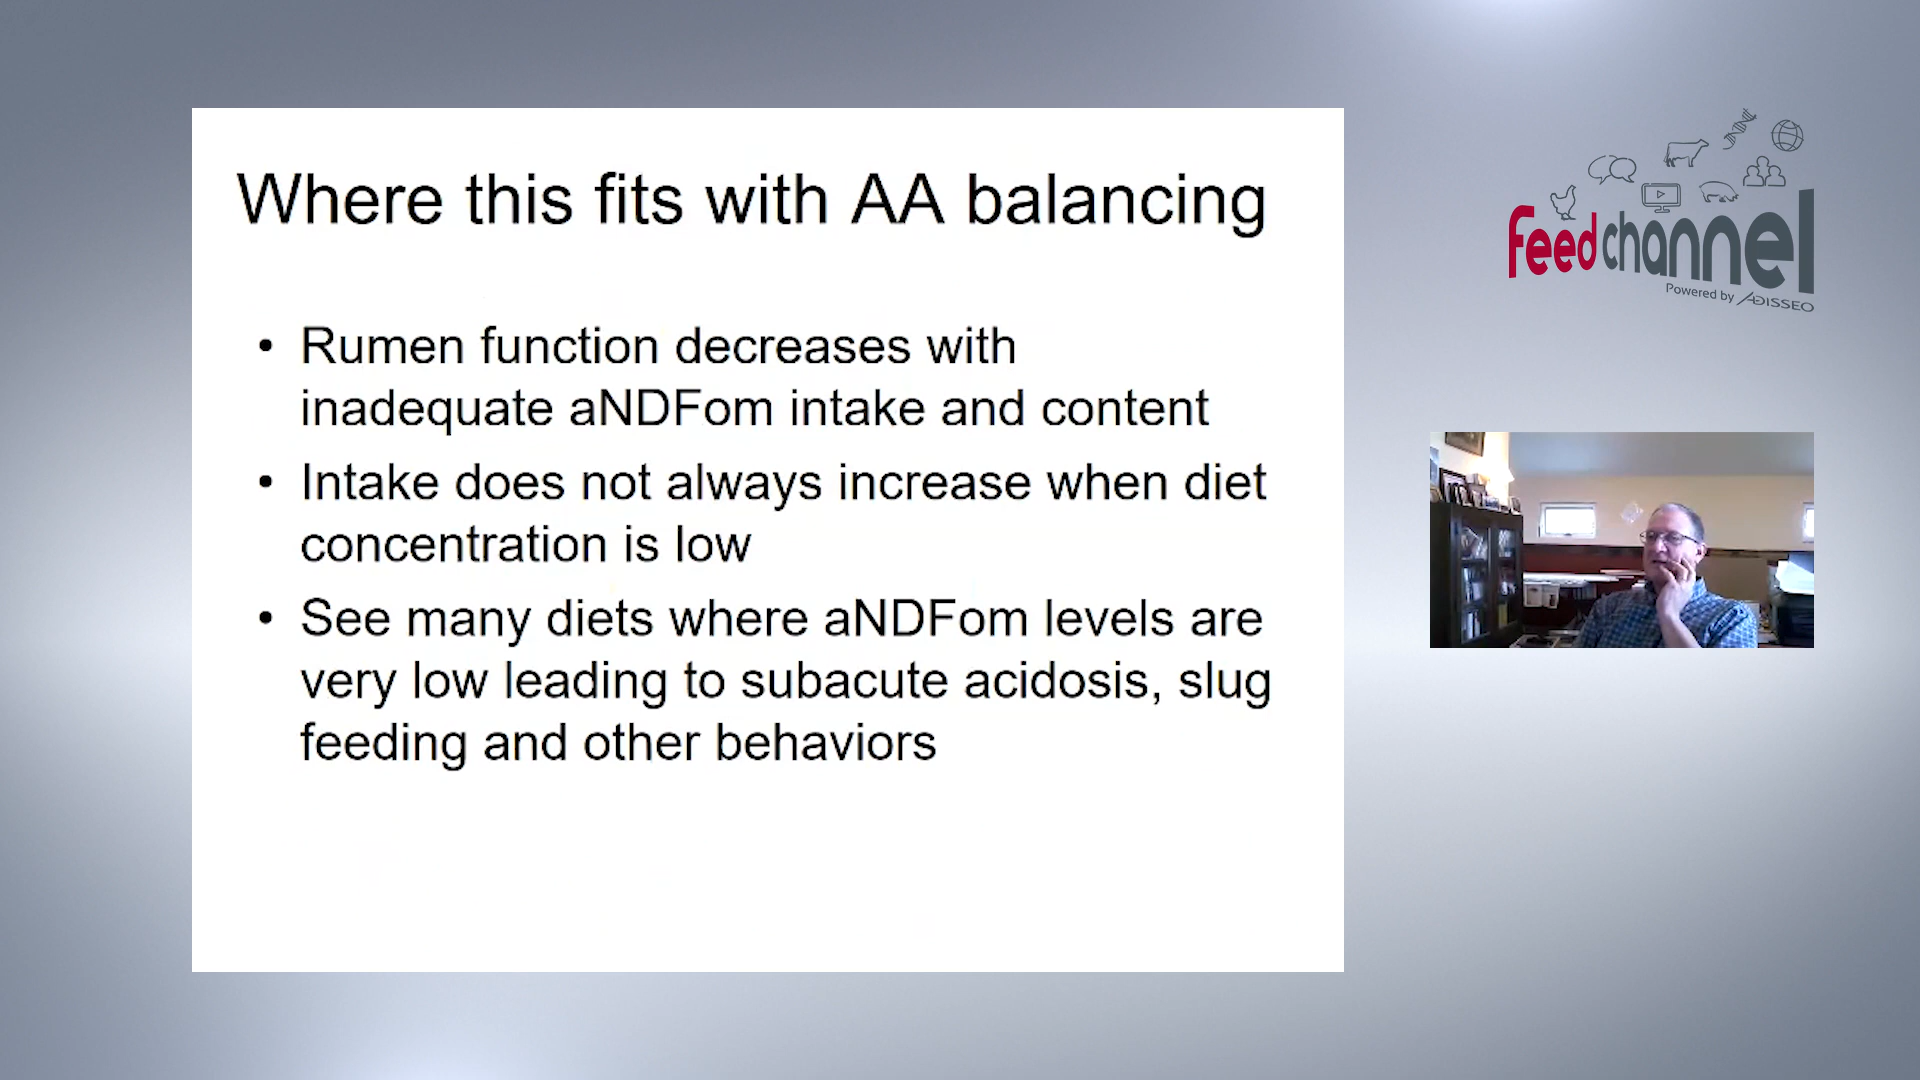 Where this fits with AA balancing
• Rumen function decreases with
inadequate aNDFom intake and content
• Intake does not always increase when diet
concentration is low
• See many diets where aNDFom levels are
very low leading to subacute acidosis, slug
feeding and other behaviors
feedchannel
Powered by ADISSEO